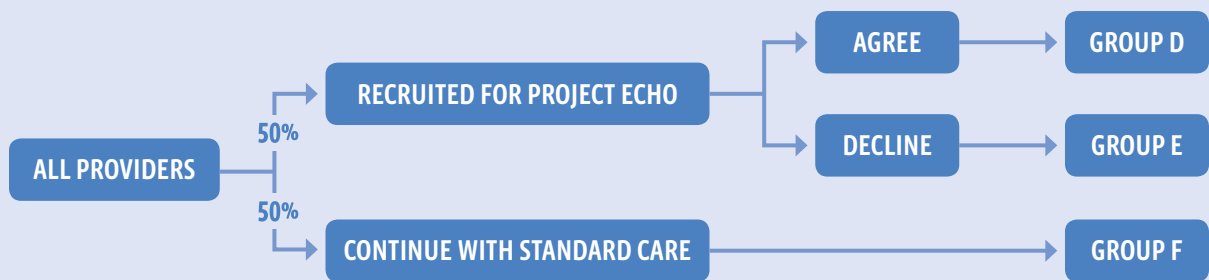 ALL PROVIDERS
50%
50%
RECRUITED FOR PROJECT ECHO
AGREE
GROUP D
DECLINE
GROUP E
CONTINUE WITH STANDARD CARE
GROUP F